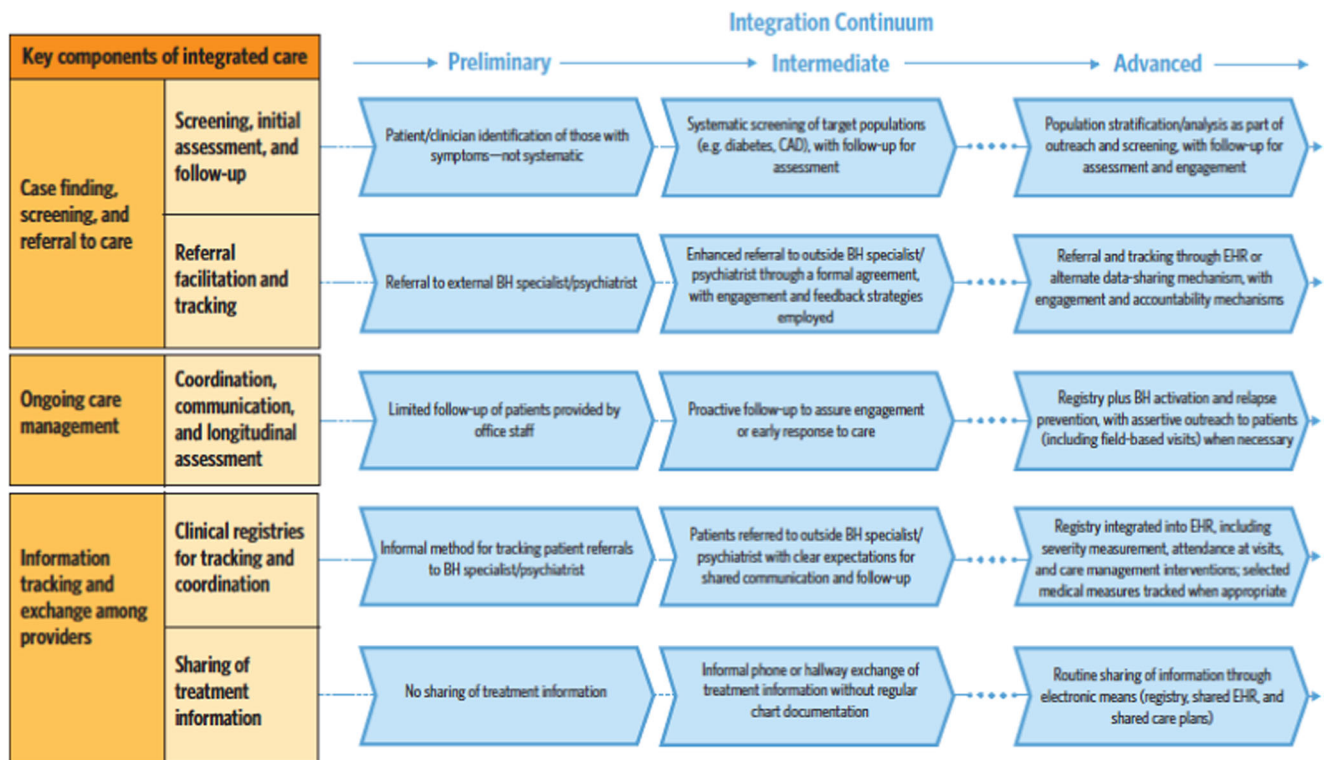 Integration Continuum
Key components of integrated care
Preliminary
Intermediate
Advanced
Case finding,
screening, and
referral to care
Screening, initial
assessment, and
follow-up
Patient/clinician identification of those with
symptoms—not systematic
Systematic screening of target populations
(e.g. diabetes, CAD), with follow-up for
assessment
Population stratification/analysis as part of
outreach and screening, with follow-up for
assessment and engagement
Referral
facilitation and
tracking
Referral to external BH specialist/psychiatrist
Enhanced referral to outside BH specialist/
psychiatrist through a formal agreement,
with engagement and feedback strategies
employed
Referral and tracking through EHR or
alternate data-sharing mechanism, with
engagement and accountability mechanisms
Ongoing care
management
Coordination,
communication,
and longitudinal
assessment
Limited follow-up of patients provided by
office staff
Proactive follow-up to assure engagement
or early response to care
Registry plus BH activation and relapse
prevention, with assertive outreach to patients
(including field-based visits) when necessary
Information
tracking and
exchange among
providers
Clinical registries
for tracking and
coordination
Informal method for tracking patient referrals
to BH specialist/psychiatrist
Patients referred to outside BH specialist/
psychiatrist with clear expectations for
shared communication and follow-up
Registry integrated into EHR, including
severity measurement, attendance at visits,
and care management interventions; selected
medical measures tracked when appropriate
Sharing of
treatment
information
No sharing of treatment information
Informal phone or hallway exchange of
treatment information without regular
chart documentation
Routine sharing of information through
electronic means (registry, shared EHR, and
shared care plans)